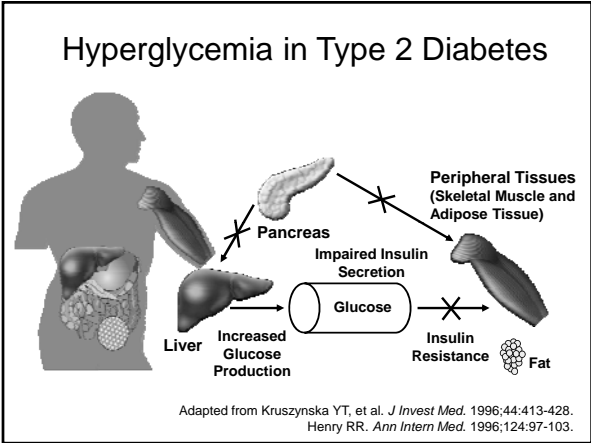 Hyperglycemia in Type 2 Diabetes
Peripheral Tissues
(Skeletal Muscle and
Adipose Tissue)
Pancreas
Impaired Insulin
Secretion
Glucose
Liver
Increased
Glucose
Production
Insulin
Resistance
Fat
Adapted from Kruszynska YT, et al. J Invest Med. 1996;44:413-428.
Henry RR. Ann Intern Med. 1996;124:97-103.